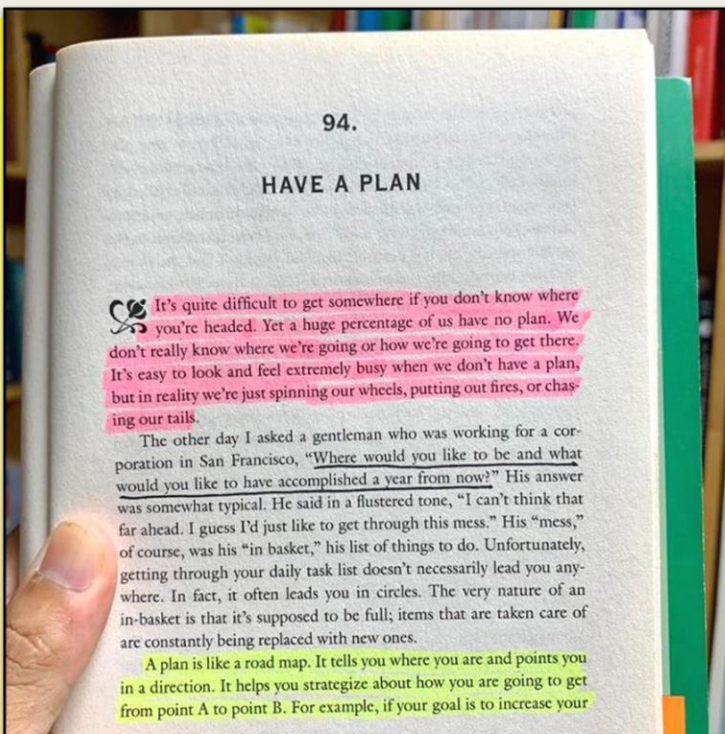 94.
HAVE A PLAN
It's quite difficult to get somewhere if you don't know where
you're headed. Yet a huge percentage of us have no plan. We
don't really know where we're going or how we're going to get there.
It's easy to look and feel extremely busy when we don't have a plan,
but in reality we're just spinning our wheels, putting out fires, or chas-
ing our tails.
The other day I asked a gentleman who was working for a cor-
poration in San Francisco, “Where would you like to be and what
would you like to have accomplished a year from now?” His answer
was somewhat typical. He said in a flustered tone, “I can't think that
far ahead. I guess I'd just like to get through this mess.” His “mess,”
of course, was his “in basket,” his list of things to do. Unfortunately,
getting through your daily task list doesn't necessarily lead you any-
where. In fact, it often leads you in circles. The very nature of an
in-basket is that it's supposed to be full; items that are taken care of
are constantly being replaced with new ones.
A plan is like a road map. It tells you where you are and points you
in a direction. It helps you strategize about how you are going to get
from point A to point B. For example, if your goal is to increase your